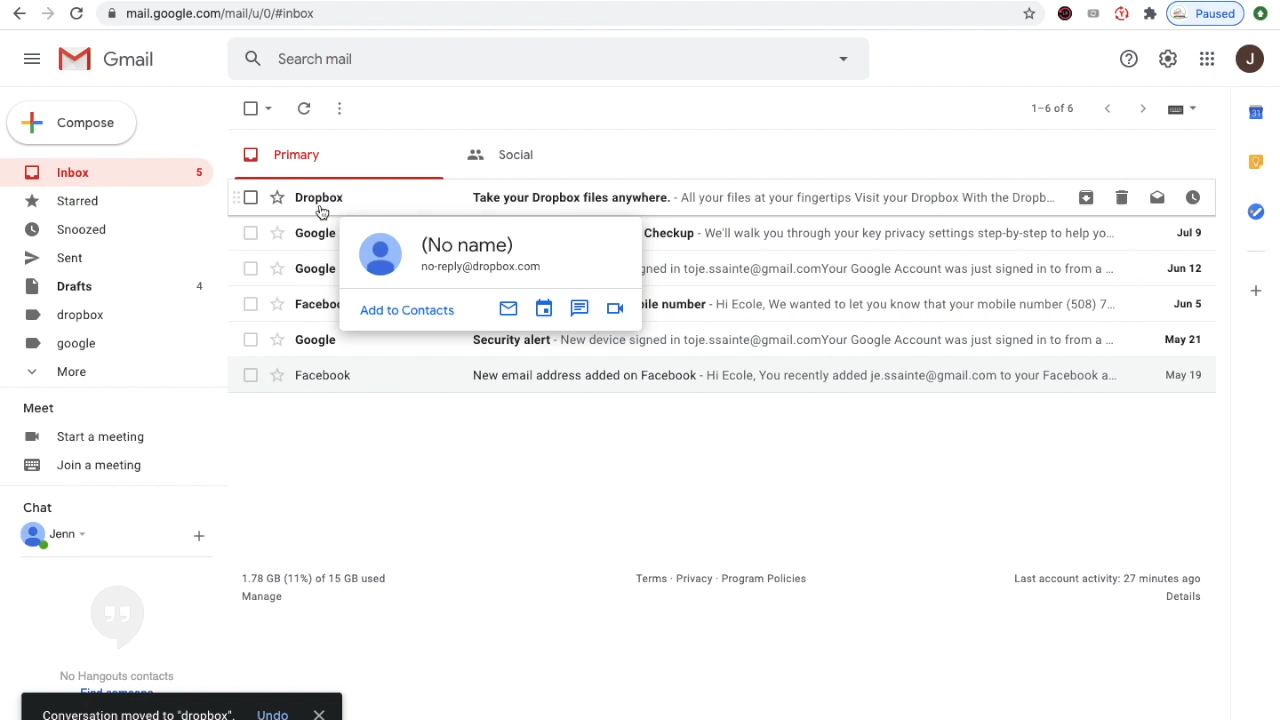 mail.google.com/mail/u/0/#inbox
Paused
Gmail
Search mail
J
Compose
1–6 of 6
31
Primary
Social
Inbox 5
Starred
Snoozed
Sent
Drafts 4
dropbox
google
More
Dropbox Take your Dropbox files anywhere. - All your files at your fingertips Visit your Dropbox With the Dropb…
Google Checkup - We'll walk you through your key privacy settings step-by-step to help yo… Jul 9
Google ned in toje.ssainte@gmail.comYour Google Account was just signed in to from a … Jun 12
Facebo bile number - Hi Ecole, We wanted to let you know that your mobile number (508) 7… Jun 5
Google Security alert - New device signed in toje.ssainte@gmail.comYour Google Account was just signed in to from a … May 21
Facebook New email address added on Facebook - Hi Ecole, You recently added je.ssainte@gmail.com to your Facebook a… May 19
(No name)
no-reply@dropbox.com
Add to Contacts
Meet
Start a meeting
Join a meeting
Chat
Jenn
No Hangouts contacts
Find someone
1.78 GB (11%) of 15 GB used
Manage
Terms · Privacy · Program Policies
Last account activity: 27 minutes ago
Details
Conversation moved to "dropbox". Undo